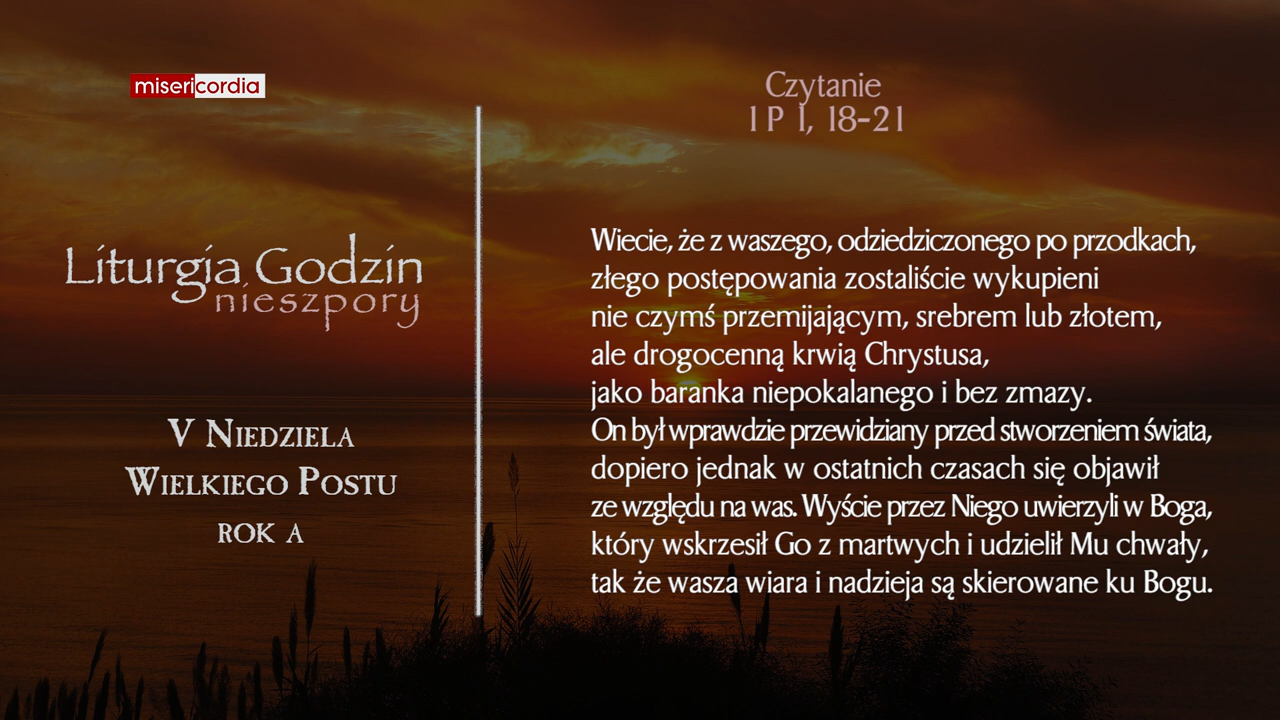 misericordia
Liturgia Godzin
nieszpory
V Niedziela
Wielkiego Postu
rok A
Czytanie
1 P 1, 18-21
Wiecie, że z waszego, odziedziczonego po przodkach,
złego postępowania zostaliście wykupieni
nie czymś przemijającym, srebrem lub złotem,
ale drogocenną krwią Chrystusa,
jako baranka niepokalanego i bez zmazy.
On był wprawdzie przewidziany przed stworzeniem świata,
dopiero jednak w ostatnich czasach się objawił
ze względu na was. Wyście przez Niego uwierzyli w Boga,
który wskrzesił Go z martwych i udzielił Mu chwały,
tak że wasza wiara i nadzieja są skierowane ku Bogu.